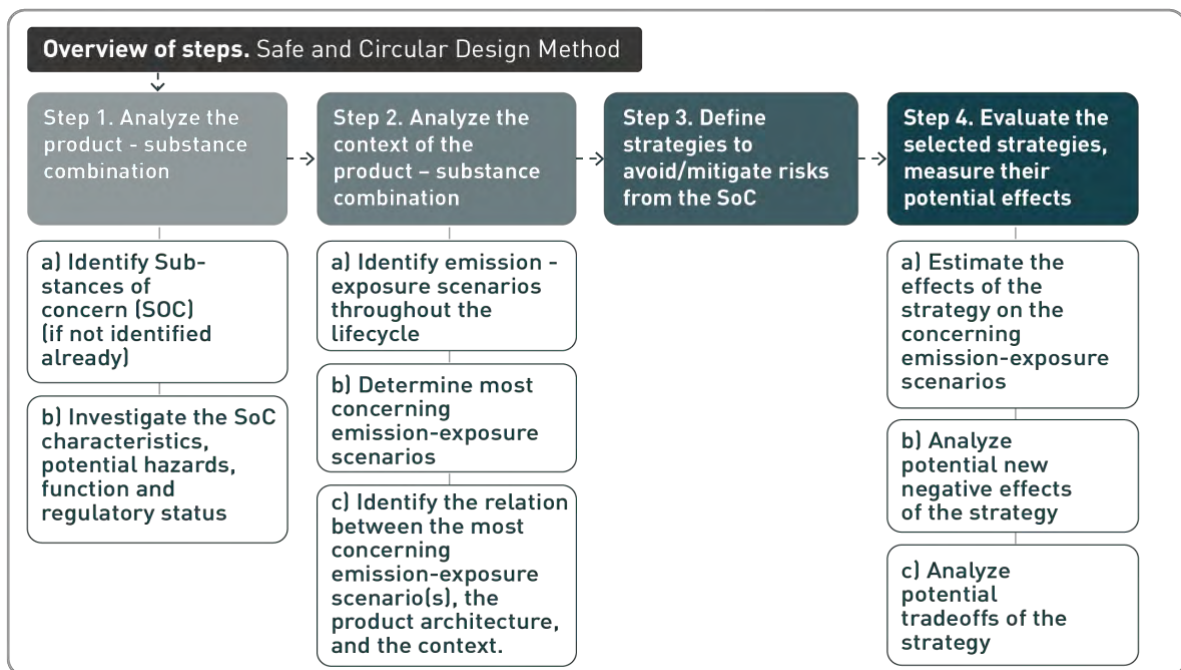 Overview of steps. Safe and Circular Design Method
Step 1. Analyze the
product - substance
combination
a) Identify Sub-
stances of
concern (SOC)
(if not identified
already)
b) Investigate the SoC
characteristics,
potential hazards,
function and
regulatory status
Step 2. Analyze the
context of the
product – substance
combination
a) Identify emission -
exposure scenarios
throughout the
lifecycle
b) Determine most
concerning
emission-exposure
scenarios
c) Identify the relation
between the most
concerning
emission-exposure
scenario(s), the
product architecture,
and the context.
Step 3. Define
strategies to
avoid/mitigate risks
from the SoC
Step 4. Evaluate the
selected strategies,
measure their
potential effects
a) Estimate the
effects of the
strategy on the
concerning
emission-exposure
scenarios
b) Analyze
potential new
negative effects
of the strategy
c) Analyze
potential
tradeoffs of the
strategy